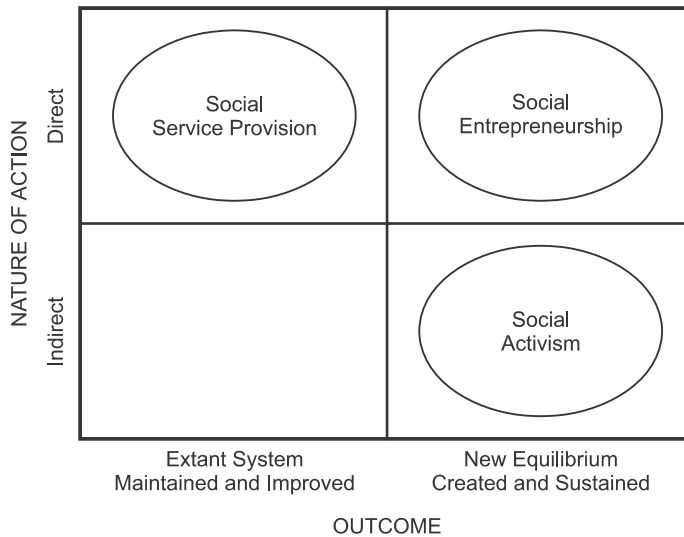 NATURE OF ACTION
Direct
Social
Service Provision
Social
Entrepreneurship
Indirect
Social
Activism
Extant System
Maintained and Improved
New Equilibrium
Created and Sustained
OUTCOME